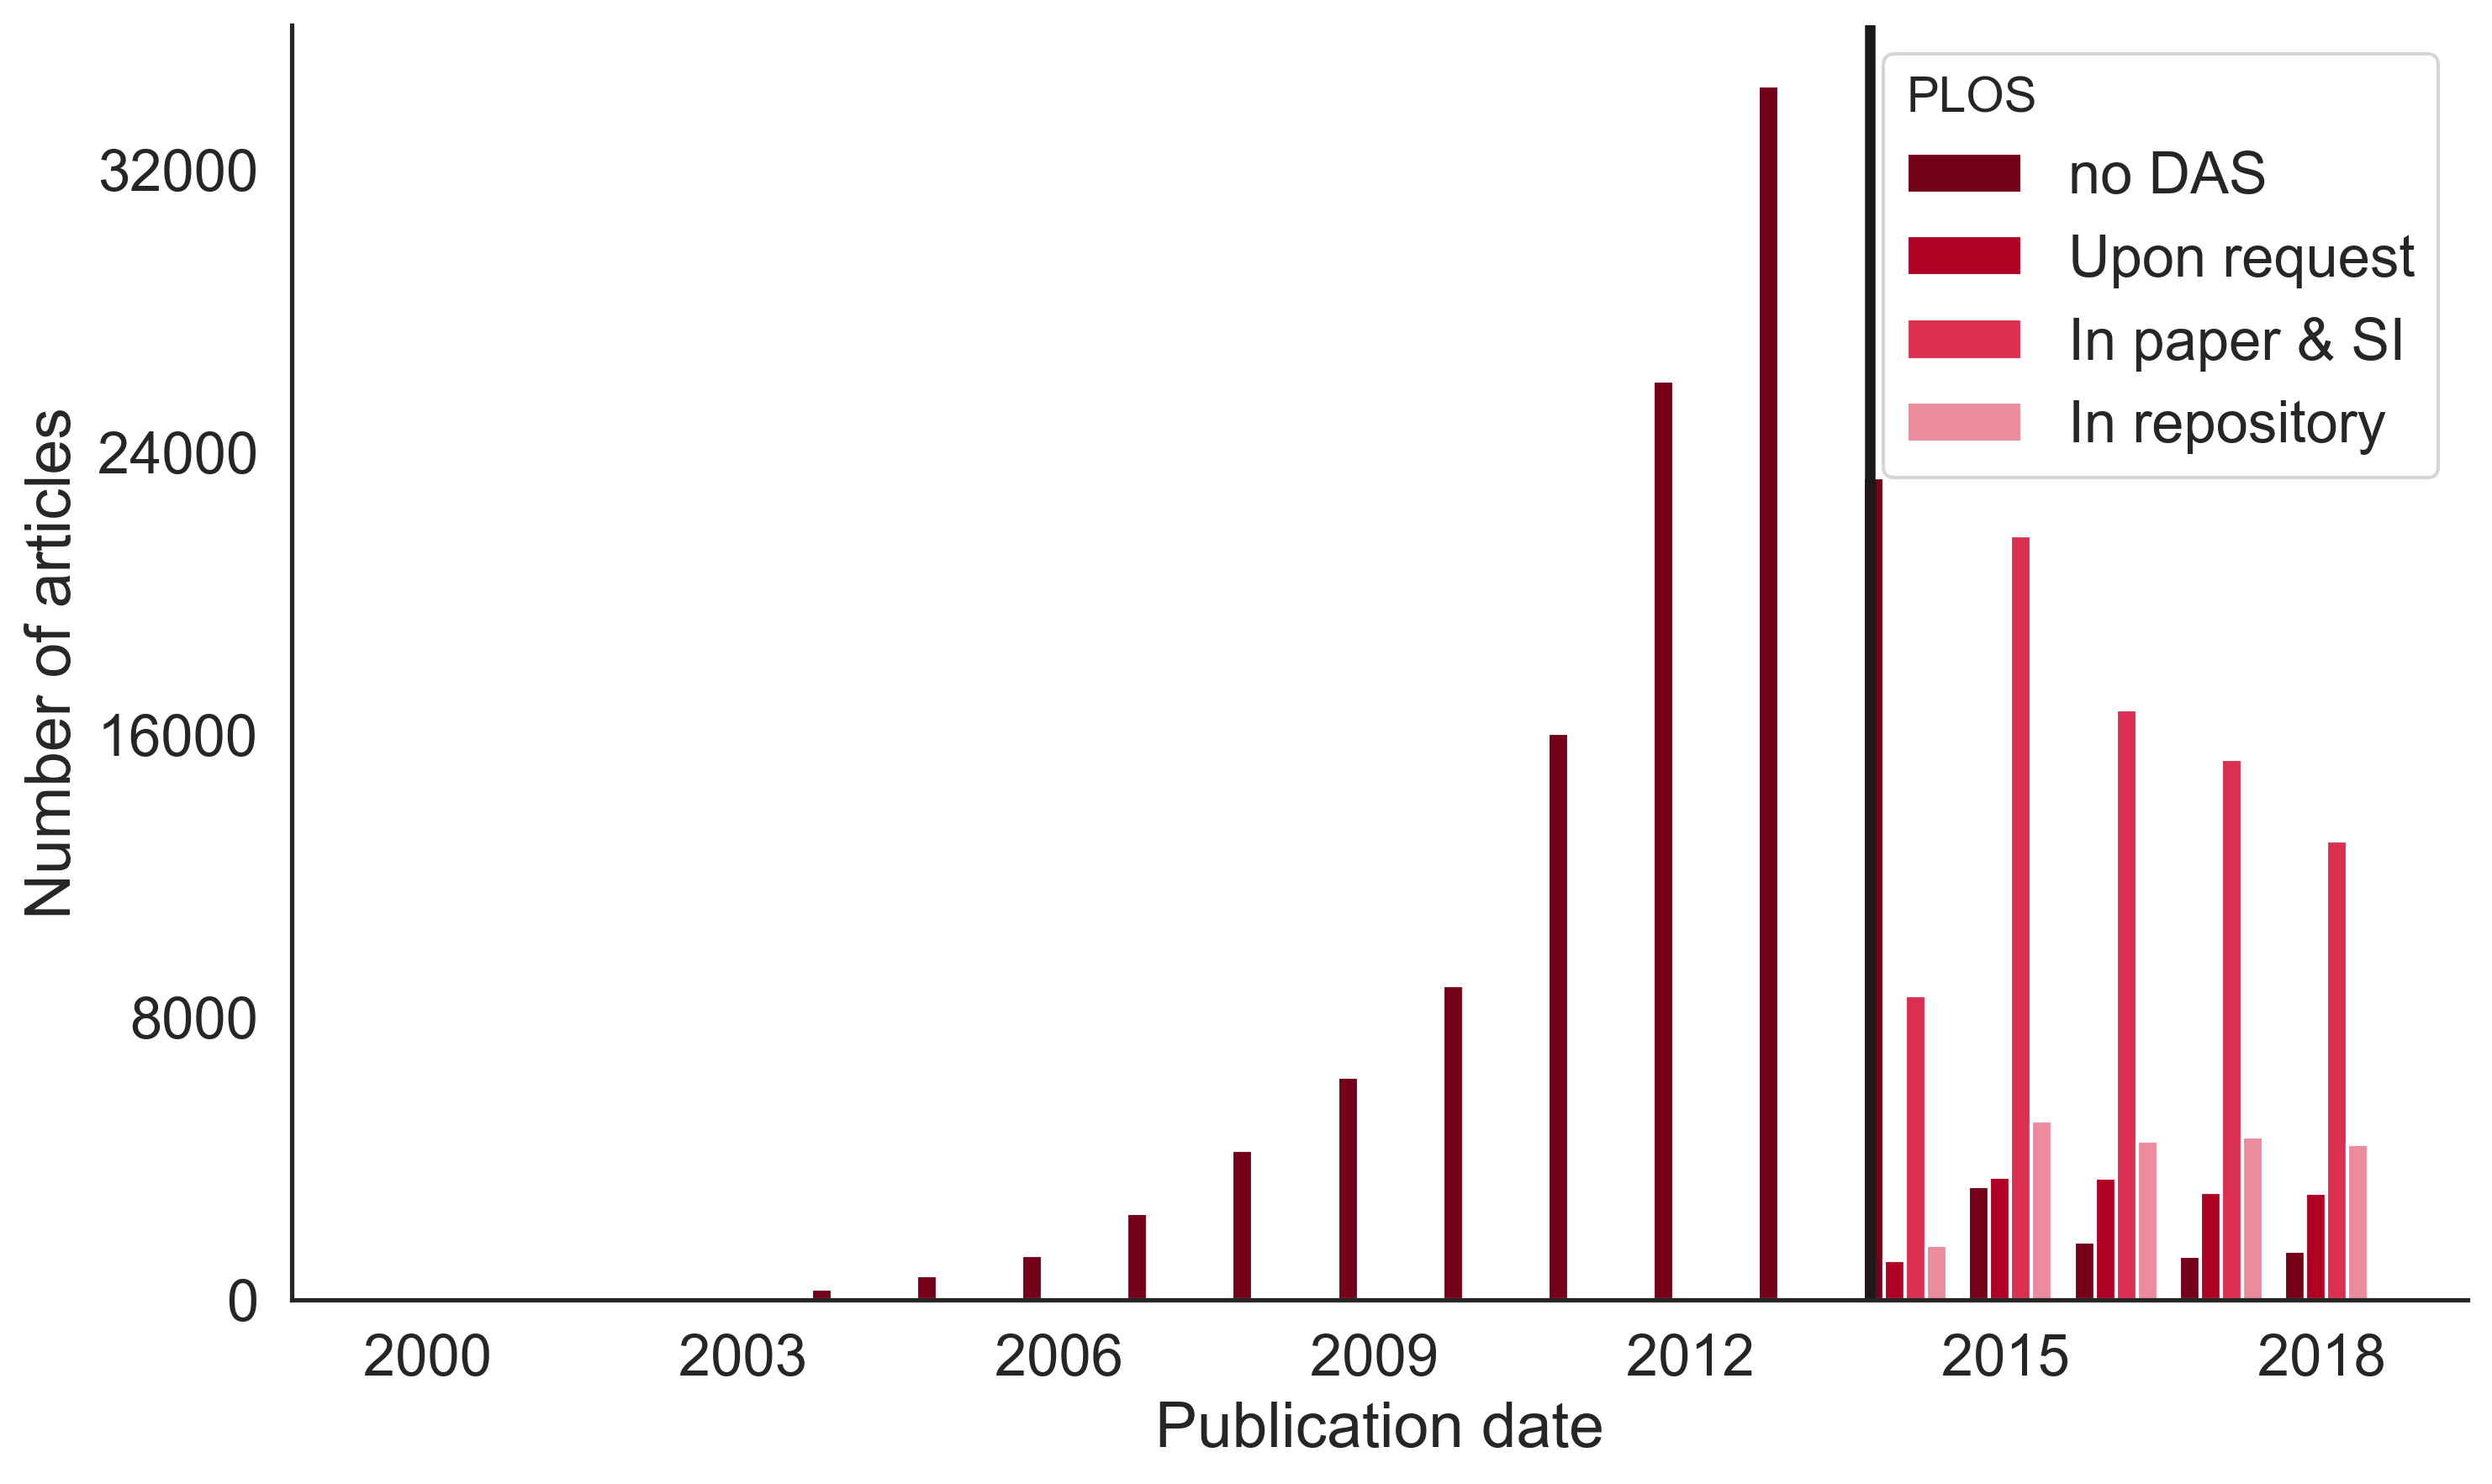 PLOS
no DAS
Upon request
In paper & SI
In repository
Number of articles
32000
24000
16000
8000
0
2000 2003 2006 2009 2012 2015 2018
Publication date